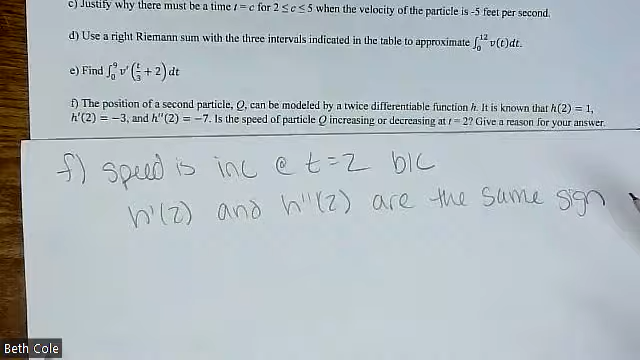 c) Justify why there must be a time t = c for 2 ≤ c ≤ 5 when the velocity of the particle is -5 feet per second.
d) Use a right Riemann sum with the three intervals indicated in the table to approximate ∫₀¹² v(t)dt.
e) Find ∫₀⁹ v′(t/3 + 2) dt
f) The position of a second particle, Q, can be modeled by a twice differentiable function h. It is known that h(2) = 1,
h′(2) = −3, and h′′(2) = −7. Is the speed of particle Q increasing or decreasing at t = 2? Give a reason for your answer.
f) speed is inc @ t=2 b/c
h'(2) and h''(2) are the same sign
Beth Cole